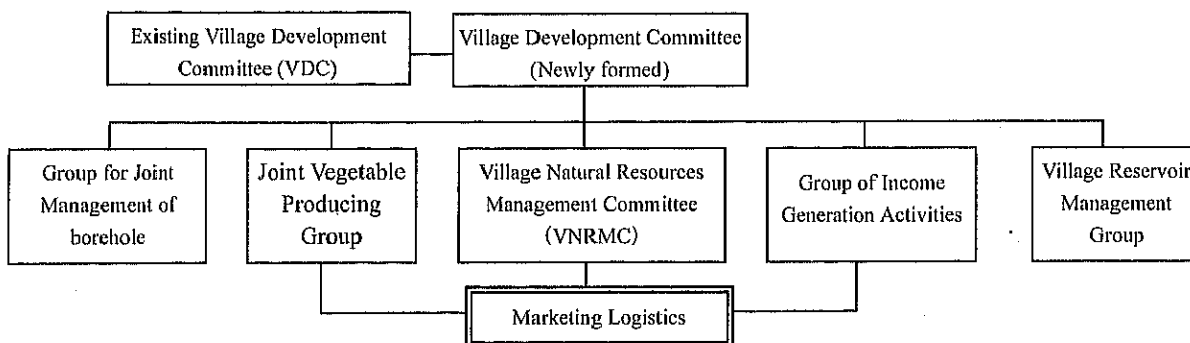 Existing Village Development
Committee (VDC)
Village Development Committee
(Newly formed)
Group for Joint
Management of
borehole
Joint Vegetable
Producing
Group
Village Natural Resources
Management Committee
(VNRMC)
Group of Income
Generation Activities
Village Reservoir
Management
Group
Marketing Logistics